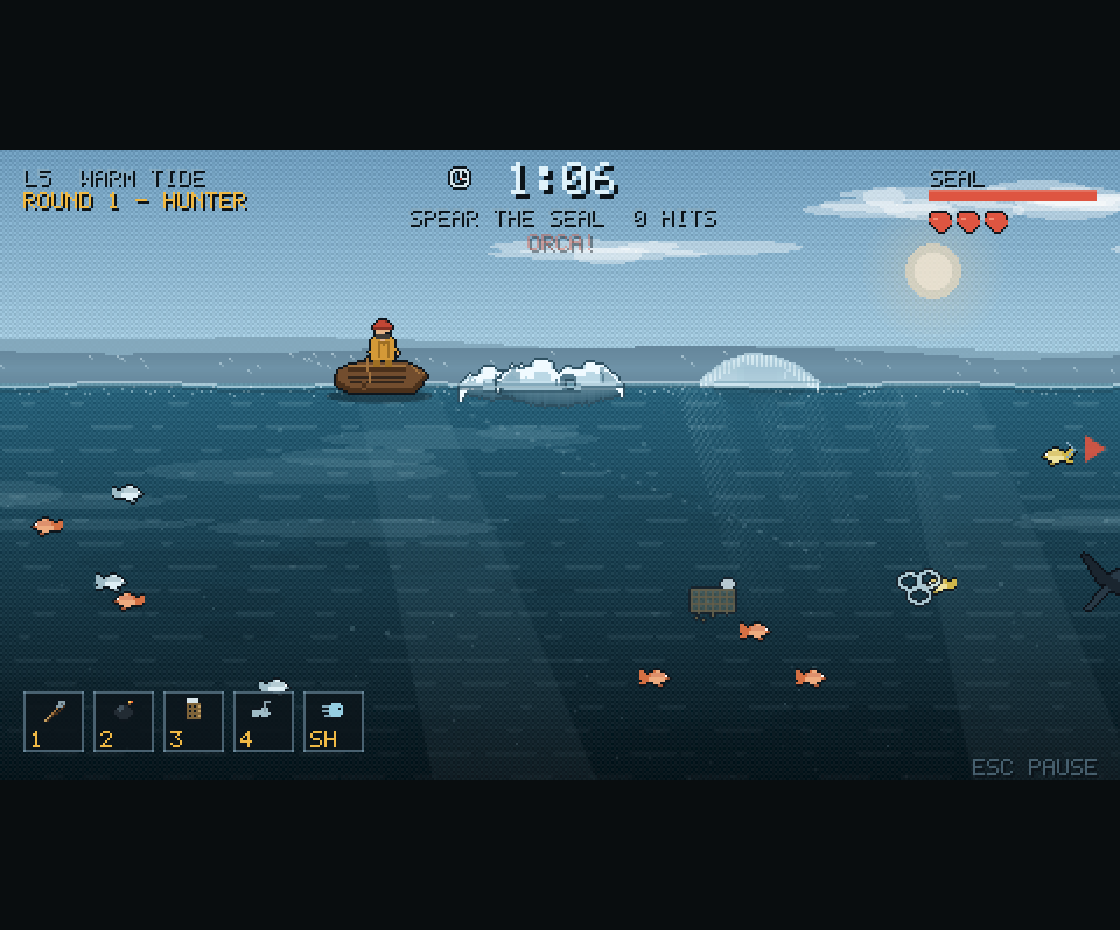 L5 WARM TIDE
ROUND 1 - HUNTER
1:06
SPEAR THE SEAL 9 HITS
ORCA!
SEAL
1
2
3
4
SH
ESC PAUSE